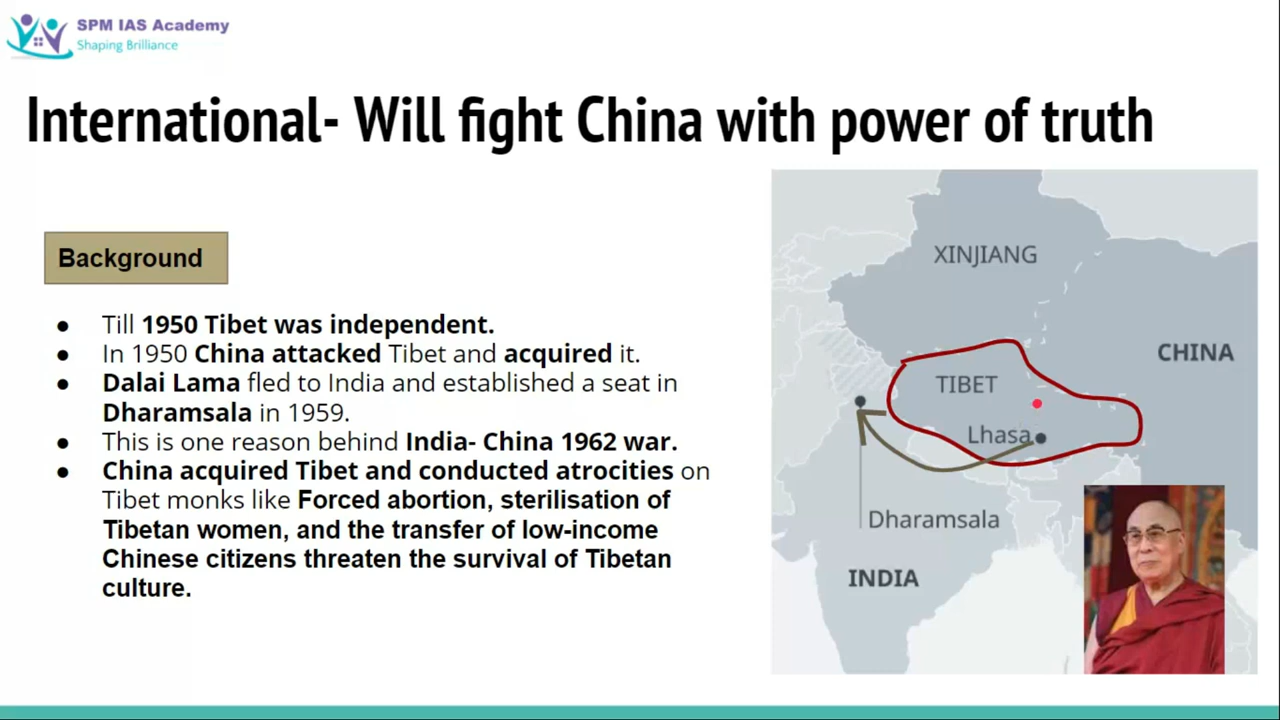 SPM IAS Academy
Shaping Brilliance
International- Will fight China with power of truth
Background
● Till 1950 Tibet was independent.
● In 1950 China attacked Tibet and acquired it.
● Dalai Lama fled to India and established a seat in
Dharamsala in 1959.
● This is one reason behind India- China 1962 war.
● China acquired Tibet and conducted atrocities on
Tibet monks like Forced abortion, sterilisation of
Tibetan women, and the transfer of low-income
Chinese citizens threaten the survival of Tibetan
culture.
XINJIANG
CHINA
TIBET
Lhasa
Dharamsala
INDIA